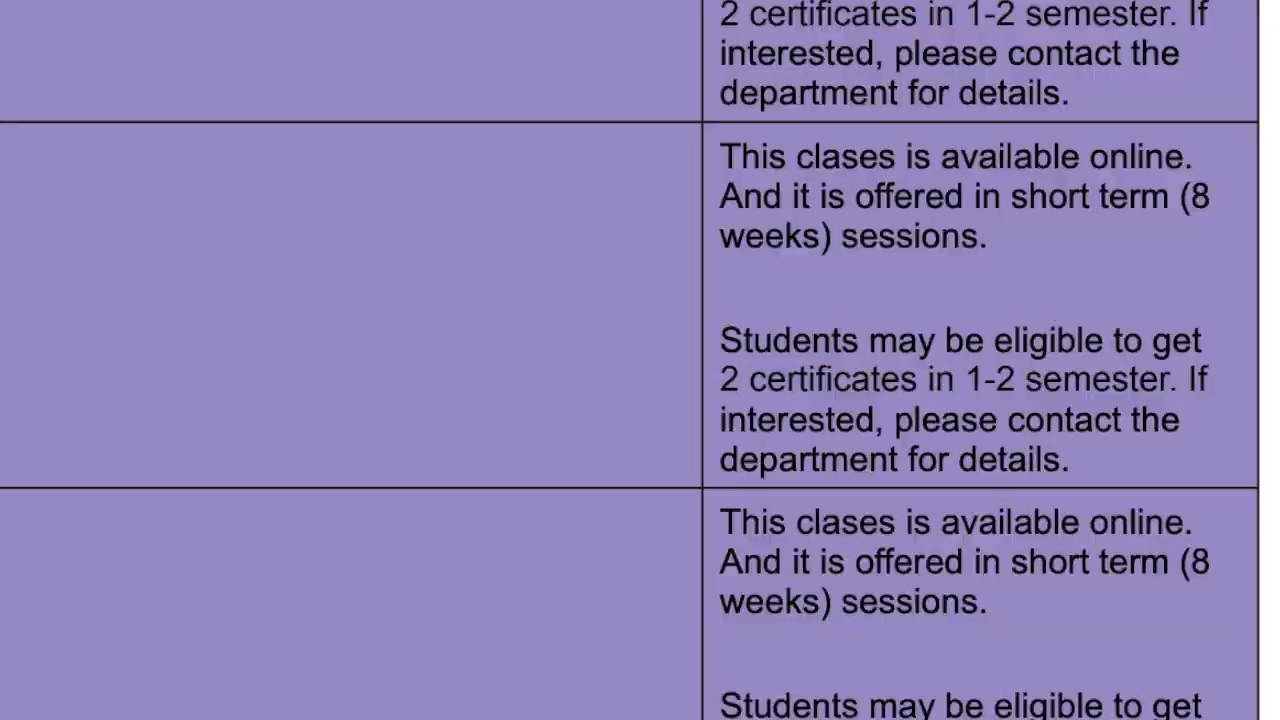 2 certificates in 1-2 semester. If
interested, please contact the
department for details.
This clases is available online.
And it is offered in short term (8
weeks) sessions.
Students may be eligible to get
2 certificates in 1-2 semester. If
interested, please contact the
department for details.
This clases is available online.
And it is offered in short term (8
weeks) sessions.
Students may be eligible to get